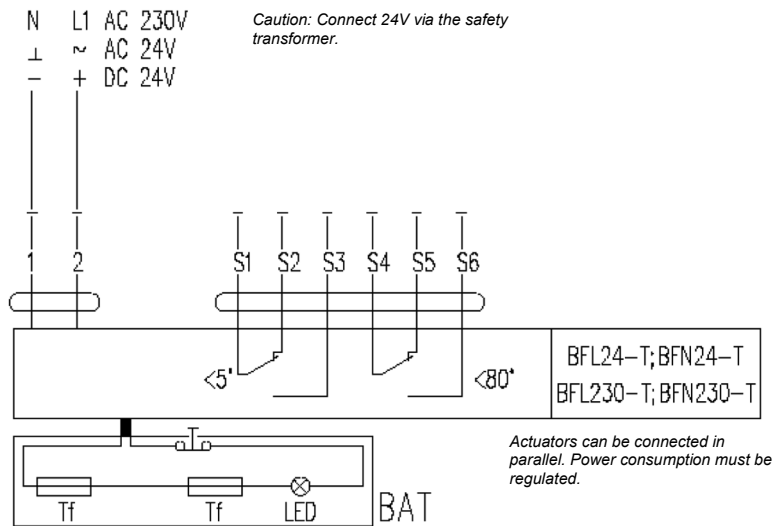 N L1 AC 230V
⊥ ~ AC 24V
− + DC 24V
Caution: Connect 24V via the safety
transformer.
1 2 S1 S2 S3 S4 S5 S6
<5° <80°
BFL24-T; BFN24-T
BFL230-T; BFN230-T
Actuators can be connected in
parallel. Power consumption must be
regulated.
Tf Tf LED BAT